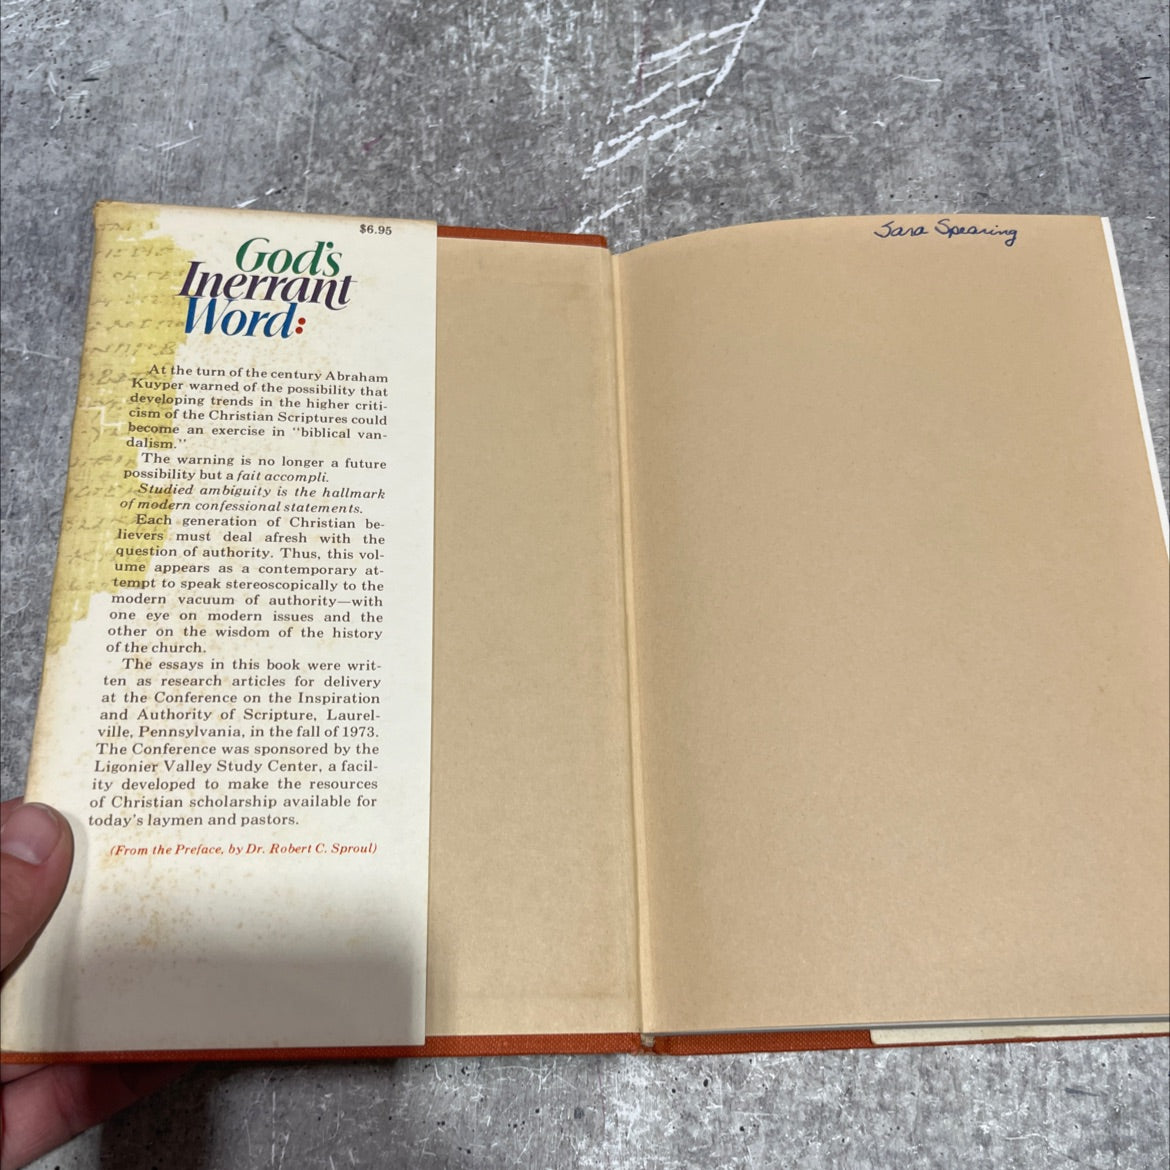 $6.95
God's
Inerrant
Word:
At the turn of the century Abraham
Kuyper warned of the possibility that
developing trends in the higher criti-
cism of the Christian Scriptures could
become an exercise in "biblical van-
dalism."
The warning is no longer a future
possibility but a fait accompli.
Studied ambiguity is the hallmark
of modern confessional statements.
Each generation of Christian be-
lievers must deal afresh with the
question of authority. Thus, this vol-
ume appears as a contemporary at-
tempt to speak stereoscopically to the
modern vacuum of authority—with
one eye on modern issues and the
other on the wisdom of the history
of the church.
The essays in this book were writ-
ten as research articles for delivery
at the Conference on the Inspiration
and Authority of Scripture, Laurel-
ville, Pennsylvania, in the fall of 1973.
The Conference was sponsored by the
Ligonier Valley Study Center, a facil-
ity developed to make the resources
of Christian scholarship available for
today's laymen and pastors.
(From the Preface, by Dr. Robert C. Sproul)
Sara Spearing